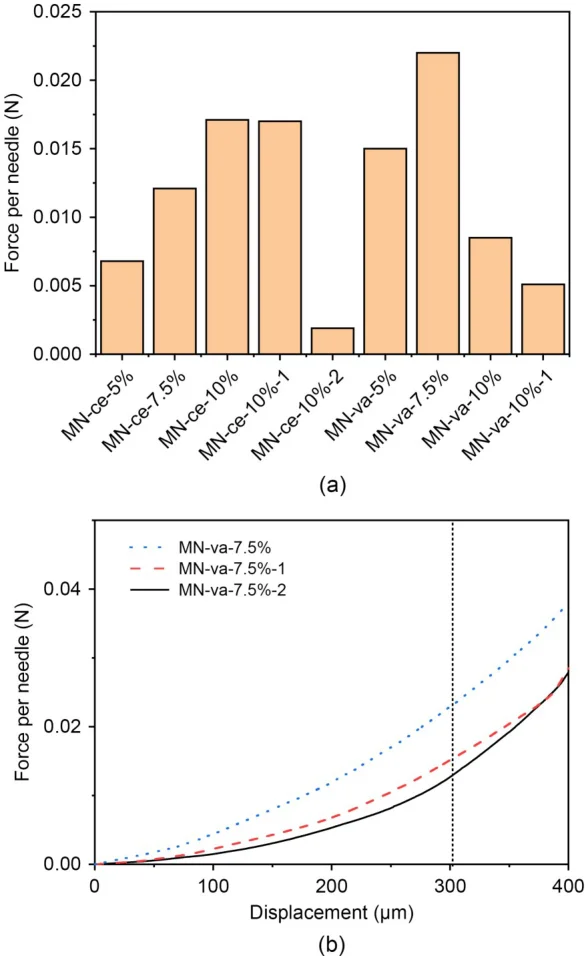 0.025
0.020
0.015
0.010
0.005
0.000
Force per needle (N)
MN-ce-5%
MN-ce-7.5%
MN-ce-10%
MN-ce-10%-1
MN-ce-10%-2
MN-va-5%
MN-va-7.5%
MN-va-10%
MN-va-10%-1
(a)
MN-va-7.5%
MN-va-7.5%-1
MN-va-7.5%-2
0.04
0.02
0.00
Force per needle (N)
0 100 200 300 400
Displacement (μm)
(b)